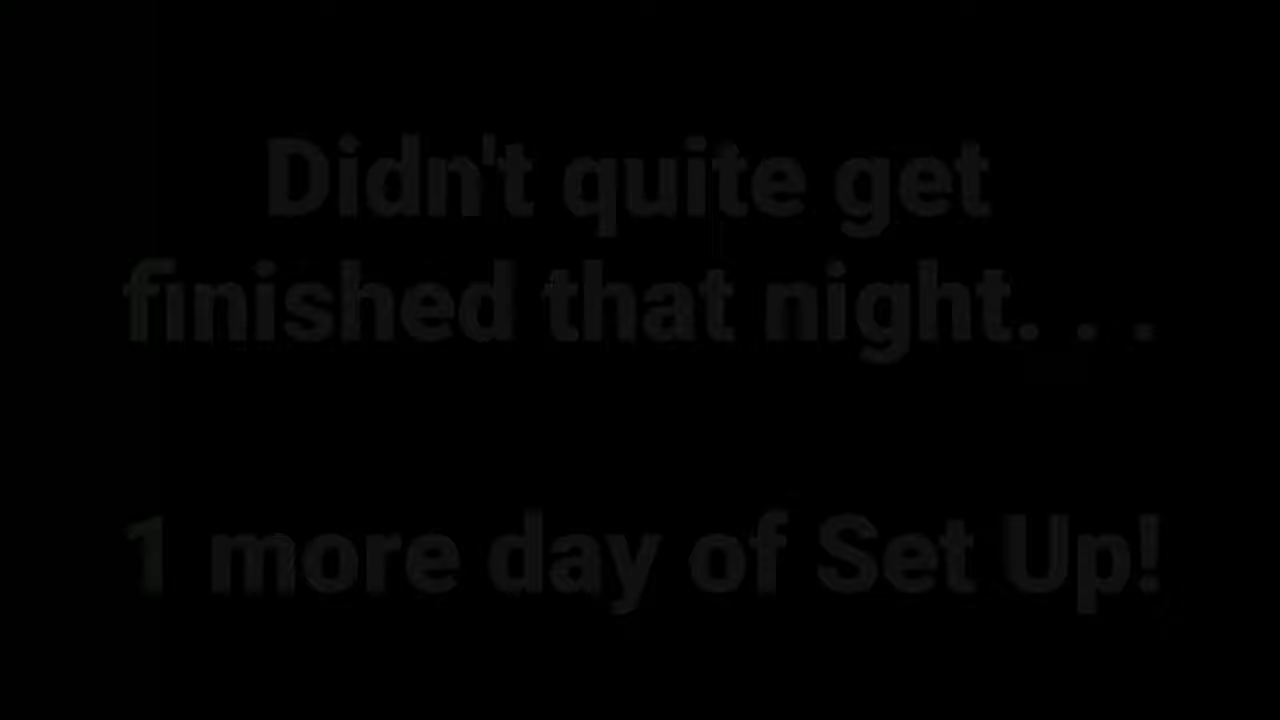 Didn't quite get
finished that night. . .
1 more day of Set Up!